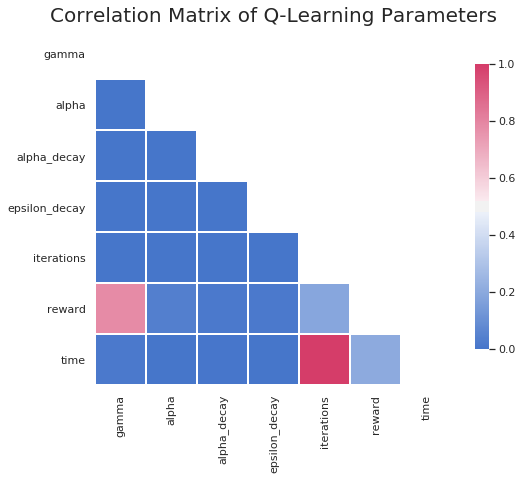 Correlation Matrix of Q-Learning Parameters
gamma
alpha
alpha_decay
epsilon_decay
iterations
reward
time
1.0
0.8
0.6
0.4
0.2
0.0
gamma
alpha
alpha_decay
epsilon_decay
iterations
reward
time